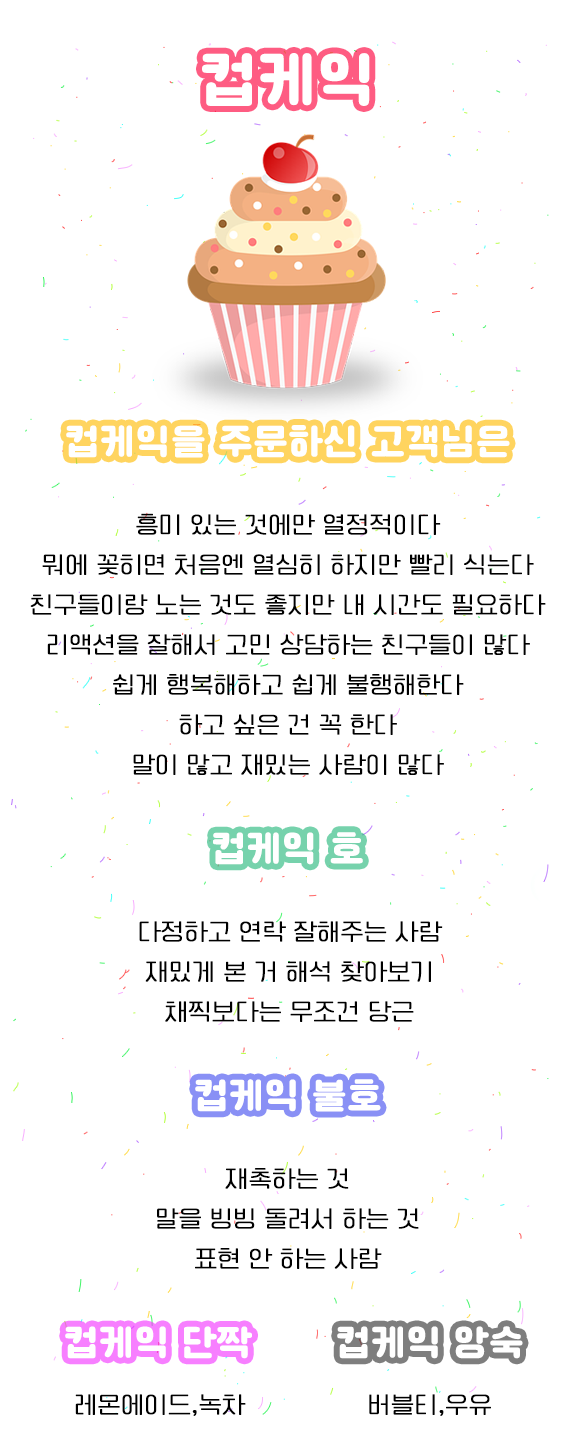 컵케익
컵케익을 주문하신 고객님은
흥미 있는 것에만 열정적이다
뭐에 꽂히면 처음엔 열심히 하지만 빨리 식는다
친구들이랑 노는 것도 좋지만 내 시간도 필요하다
리액션을 잘해서 고민 상담하는 친구들이 많다
쉽게 행복해하고 쉽게 불행해한다
하고 싶은 건 꼭 한다
말이 많고 재밌는 사람이 많다
컵케익 호
다정하고 연락 잘해주는 사람
재밌게 본 거 해석 찾아보기
채찍보다는 무조건 당근
컵케익 불호
재촉하는 것
말을 빙빙 돌려서 하는 것
표현 안 하는 사람
컵케익 단짝
레몬에이드,녹차
컵케익 앙숙
버블티,우유